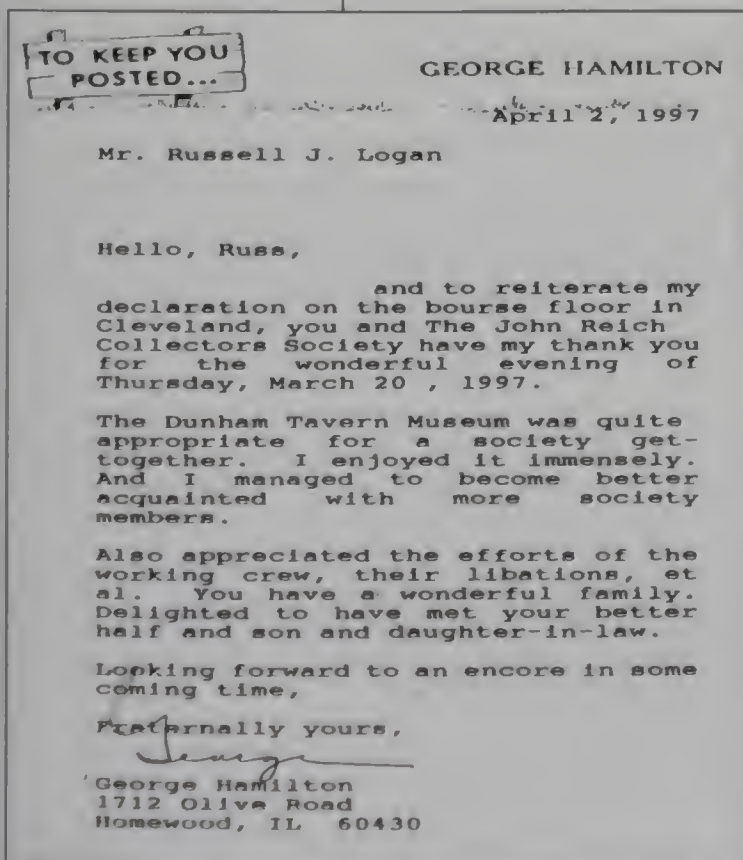 TO KEEP YOU
POSTED...
GEORGE HAMILTON
April 2, 1997
Mr. Russell J. Logan
Hello, Russ,
and to reiterate my
declaration on the bourse floor in
Cleveland, you and The John Reich
Collectors Society have my thank you
for the wonderful evening of
Thursday, March 20 , 1997.
The Dunham Tavern Museum was quite
appropriate for a society get-
together. I enjoyed it immensely.
And I managed to become better
acquainted with more society
members.
Also appreciated the efforts of the
working crew, their libations, et
al. You have a wonderful family.
Delighted to have met your better
half and son and daughter-in-law.
Looking forward to an encore in some
coming time,
Fraternally yours,
George
George Hamilton
1712 Olive Road
Homewood, IL 60430